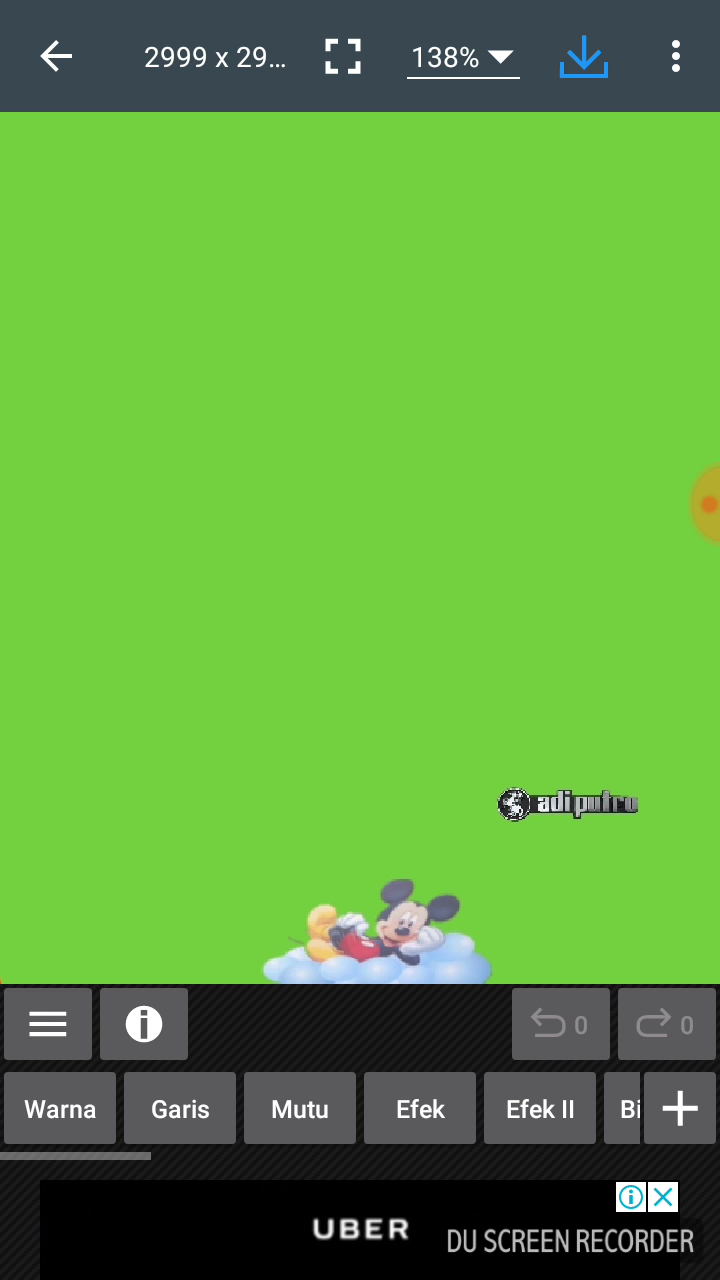 2999 x 29...
138%
adiputro
0
0
Warna
Garis
Mutu
Efek
Efek II
Bi
UBER
DU SCREEN RECORDER